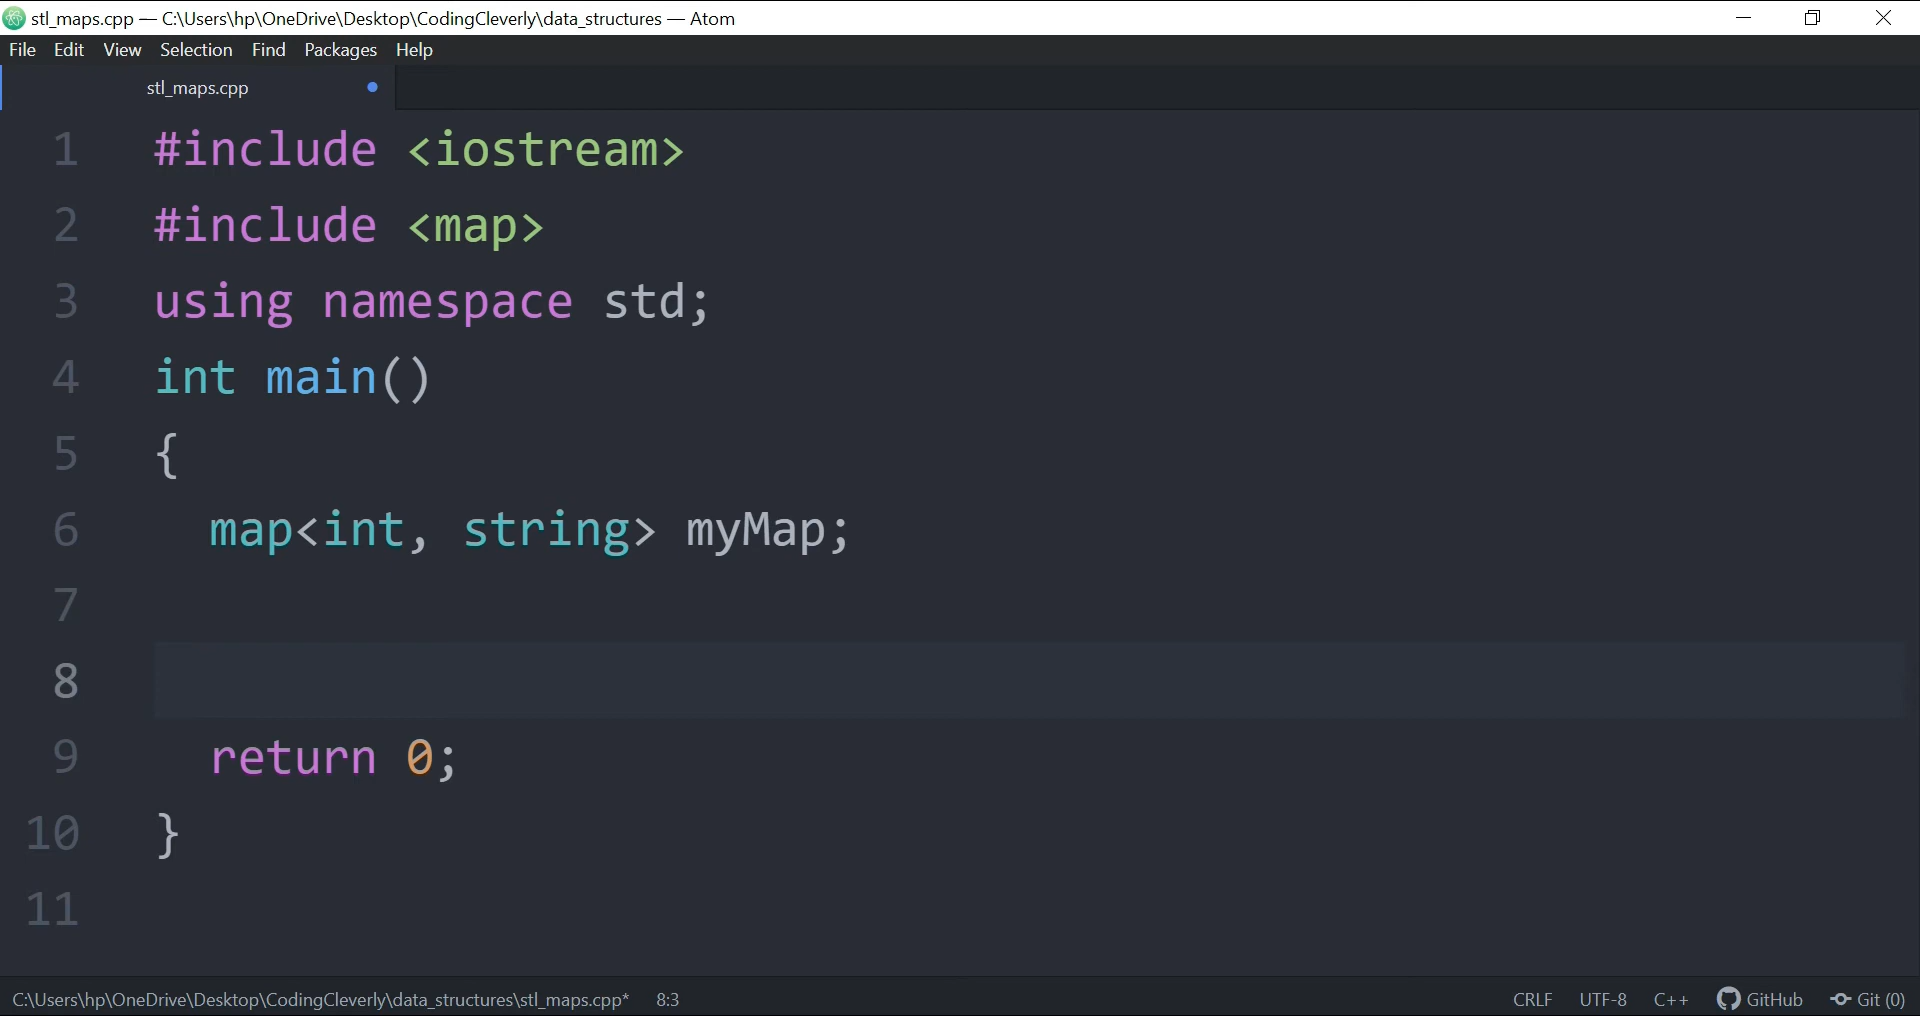 stl_maps.cpp — C:\Users\hp\OneDrive\Desktop\CodingCleverly\data_structures — Atom
File Edit View Selection Find Packages Help
stl_maps.cpp
1 #include <iostream>
2 #include <map>
3 using namespace std;
4 int main()
5 {
6 map<int, string> myMap;
7
8
9 return 0;
10 }
11
C:\Users\hp\OneDrive\Desktop\CodingCleverly\data_structures\stl_maps.cpp* 8:3 CRLF UTF-8 C++ GitHub Git (0)